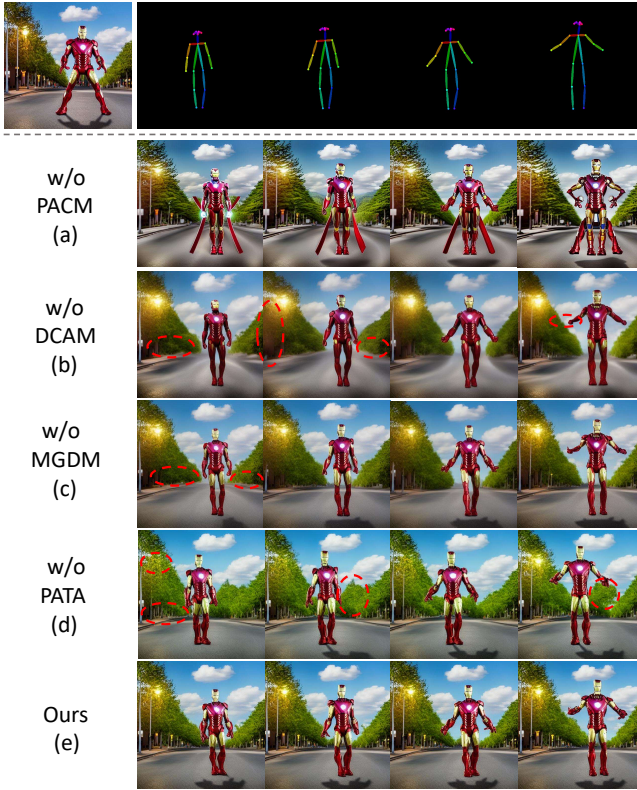 w/o
PACM
(a)
w/o
DCAM
(b)
w/o
MGDM
(c)
w/o
PATA
(d)
Ours
(e)